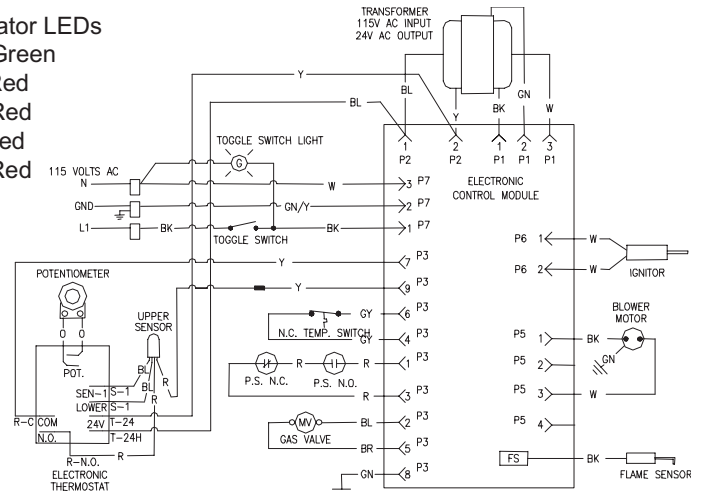 ator LEDs
Green
Red
Red
ed
Red
TRANSFORMER
115V AC INPUT
24V AC OUTPUT
Y
BL
BL
Y
BK
GN
W
1 2 1 2 3
P2 P2 P1 P1 P1
TOGGLE SWITCH LIGHT
G
ELECTRONIC
CONTROL MODULE
115 VOLTS AC
N
W
3 P7
GND
GN/Y
2 P7
L1
BK
BK
1 P7
TOGGLE SWITCH
Y
7 P3
Y
9 P3
POTENTIOMETER
O O
POT.
UPPER
SENSOR
BL
BL
R
R
SEN-1 S-1
LOWER S-1
24V T-24
T-24H
R-C COM
N.O.
R-N.O.
R
ELECTRONIC
THERMOSTAT
GY
6 P3
N.C. TEMP. SWITCH
GY
4 P3
R
R
1 P3
P.S. N.C.
P.S. N.O.
R
3 P3
MV
BL
2 P3
GAS VALVE
BR
5 P3
GN
8 P3
P6 1
W
P6 2
W
IGNITOR
BLOWER
MOTOR
P5 1
BK
GN
P5 2
P5 3
W
P5 4
FS
BK
FLAME SENSOR